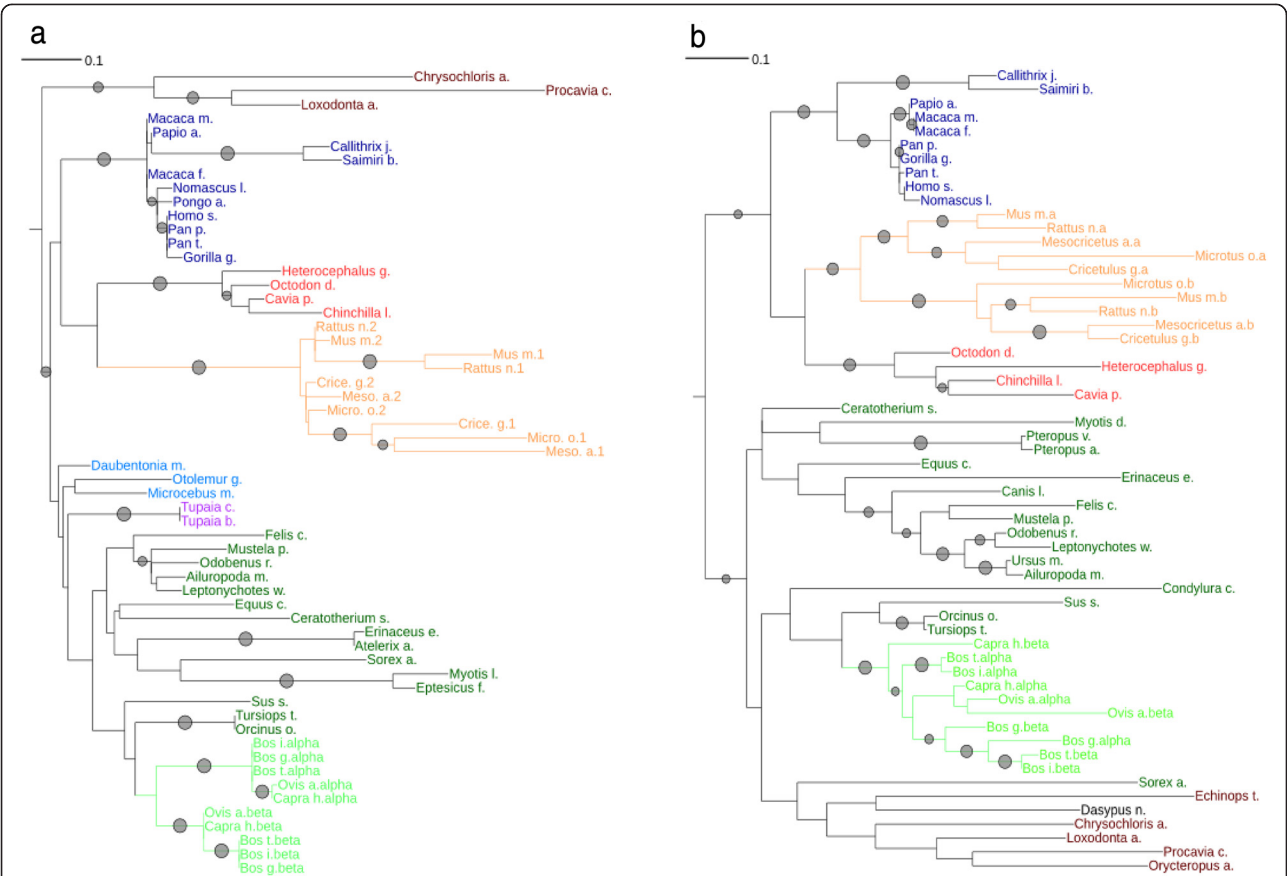 a
0.1
Chrysochloris a.
Procavia c.
Loxodonta a.
Macaca m.
Papio a.
Callithrix j.
Saimiri b.
Macaca f.
Nomascus l.
Pongo a.
Homo s.
Pan p.
Pan t.
Gorilla g.
Heterocephalus g.
Octodon d.
Cavia p.
Chinchilla l.
Rattus n.2
Mus m.2
Mus m.1
Rattus n.1
Crice. g.2
Meso. a.2
Micro. o.2
Crice. g.1
Micro. o.1
Meso. a.1
Daubentonia m.
Otolemur g.
Microcebus m.
Tupaia c.
Tupaia b.
Felis c.
Mustela p.
Odobenus r.
Ailuropoda m.
Leptonychotes w.
Equus c.
Ceratotherium s.
Erinaceus e.
Atelerix a.
Sorex a.
Myotis l.
Eptesicus f.
Sus s.
Tursiops t.
Orcinus o.
Bos i.alpha
Bos g.alpha
Bos t.alpha
Ovis a.alpha
Capra h.alpha
Ovis a.beta
Capra h.beta
Bos t.beta
Bos i.beta
Bos g.beta
b
0.1
Callithrix j.
Saimiri b.
Papio a.
Macaca m.
Macaca f.
Pan p.
Gorilla g.
Pan t.
Homo s.
Nomascus l.
Mus m.a
Rattus n.a
Mesocricetus a.a
Microtus o.a
Cricetulus g.a
Microtus o.b
Mus m.b
Rattus n.b
Mesocricetus a.b
Cricetulus g.b
Octodon d.
Heterocephalus g.
Chinchilla l.
Cavia p.
Ceratotherium s.
Myotis d.
Pteropus v.
Pteropus a.
Equus c.
Erinaceus e.
Canis l.
Felis c.
Mustela p.
Odobenus r.
Leptonychotes w.
Ursus m.
Ailuropoda m.
Condylura c.
Sus s.
Orcinus o.
Tursiops t.
Capra h.beta
Bos t.alpha
Bos i.alpha
Capra h.alpha
Ovis a.alpha
Ovis a.beta
Bos g.beta
Bos g.alpha
Bos t.beta
Bos i.beta
Sorex a.
Echinops t.
Dasypus n.
Chrysochloris a.
Loxodonta a.
Procavia c.
Orycteropus a.